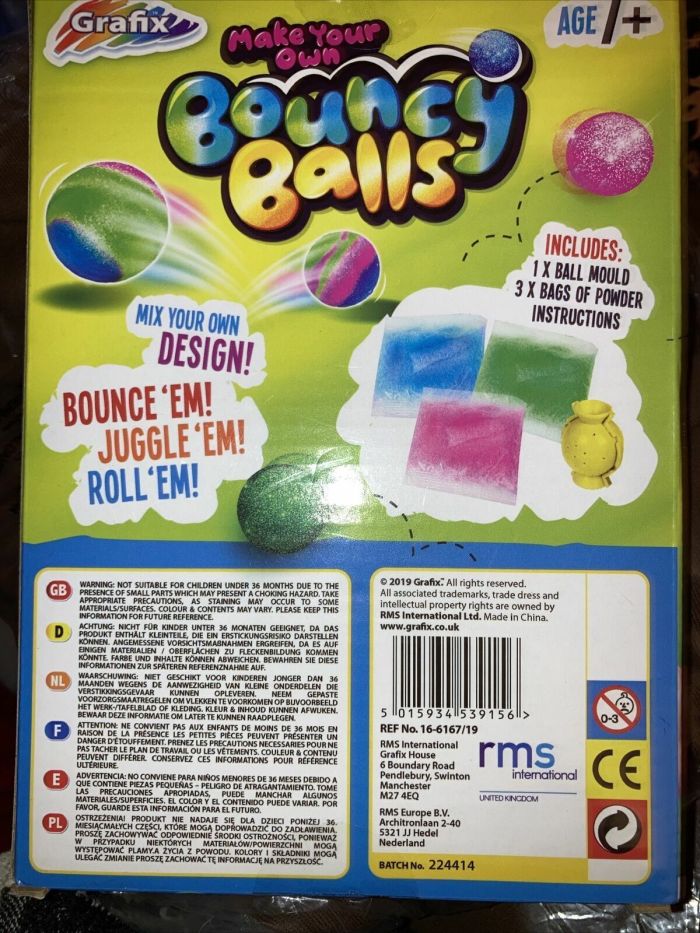 Grafix
AGE 7+
Make Your
Own
Bouncy
Balls
INCLUDES:
1 X BALL MOULD
3 X BAGS OF POWDER
INSTRUCTIONS
MIX YOUR OWN
DESIGN!
BOUNCE 'EM!
JUGGLE 'EM!
ROLL 'EM!
GB
WARNING: NOT SUITABLE FOR CHILDREN UNDER 36 MONTHS DUE TO THE
PRESENCE OF SMALL PARTS WHICH MAY PRESENT A CHOKING HAZARD. TAKE
APPROPRIATE PRECAUTIONS, AS STAINING MAY OCCUR TO SOME
MATERIALS/SURFACES. COLOUR & CONTENTS MAY VARY. PLEASE KEEP THIS
INFORMATION FOR FUTURE REFERENCE.
D
ACHTUNG: NICHT FÜR KINDER UNTER 36 MONATEN GEEIGNET, DA DAS
PRODUKT ENTHÄLT KLEINTEILE, DIE EIN ERSTICKUNGSRISIKO DARSTELLEN
KÖNNEN. ANGEMESSENE VORSICHTSMAßNAHMEN ERGREIFEN, DA ES AUF
EINIGEN MATERIALIEN / OBERFLÄCHEN ZU FLECKENBILDUNG KOMMEN
KÖNNTE. FARBE UND INHALTE KÖNNEN ABWEICHEN. BEWAHREN SIE DIESE
INFORMATIONEN ZUR SPÄTEREN REFERENZNAHME AUF.
NL
WAARSCHUWING: NIET GESCHIKT VOOR KINDEREN JONGER DAN 36
MAANDEN WEGENS DE AANWEZIGHEID VAN KLEINE ONDERDELEN DIE
VERSTIKKINGSGEVAAR KUNNEN OPLEVEREN. NEEM GEPASTE
VOORZORGSMAATREGELEN OM VLEKKEN TE VOORKOMEN OP BIJVOORBEELD
HET WERK-/TAFELBLAD OF KLEDING. KLEUR & INHOUD KUNNEN AFWIJKEN.
BEWAAR DEZE INFORMATIE OM LATER TE KUNNEN RAADPLEGEN.
F
ATTENTION: NE CONVIENT PAS AUX ENFANTS DE MOINS DE 36 MOIS EN
RAISON DE LA PRÉSENCE LES PETITES PIÈCES PEUVENT PRÉSENTER UN
DANGER D'ÉTOUFFEMENT. PRENEZ LES PRECAUTIONS NECESSAIRES POUR NE
PAS TACHER LE PLAN DE TRAVAIL OU LES VÊTEMENTS. COULEUR & CONTENU
PEUVENT DIFFÉRER. CONSERVEZ CES INFORMATIONS POUR RÉFÉRENCE
ULTÉRIEURE.
E
ADVERTENCIA: NO CONVIENE PARA NIÑOS MENORES DE 36 MESES DEBIDO A
QUE CONTIENE PIEZAS PEQUEÑAS – PELIGRO DE ATRAGANTAMIENTO. TOME
LAS PRECAUCIONES APROPIADAS, PUEDE MANCHAR ALGUNOS
MATERIALES/SUPERFICIES. EL COLOR Y EL CONTENIDO PUEDE VARIAR. POR
FAVOR, GUARDE ESTA INFORMACIÓN PARA EL FUTURO.
PL
OSTRZEŻENIA! PRODUKT NIE NADAJE SIĘ DLA DZIECI PONIŻEJ 36.
MIESIĄCMAŁYCH CZĘŚCI, KTÓRE MOGĄ DOPROWADZIĆ DO ZADŁAWIENIA.
PROSZĘ ZACHOWYWAĆ ODPOWIEDNIE ŚRODKI OSTROŻNOŚCI, PONIEWAŻ
W PRZYPADKU NIEKTÓRYCH MATERIAŁÓW/POWIERZCHNI MOGĄ
WYSTĘPOWAĆ PLAMY.A ŻYCIA Z POWODU. KOLORY I SKŁADNIKI MOGĄ
ULEGAĆ ZMIANIE PROSZĘ ZACHOWAĆ TĘ INFORMACJĘ NA PRZYSZŁOŚĆ.
© 2019 Grafix.™ All rights reserved.
All associated trademarks, trade dress and
intellectual property rights are owned by
RMS International Ltd. Made in China.
www.grafix.co.uk
5 015934 539156 >
REF No. 16-6167/19
RMS International
Grafix House
6 Boundary Road
Pendlebury, Swinton
Manchester
M27 4EQ
rms
international
UNITED KINGDOM
RMS Europe B.V.
Architronlaan 2-40
5321 JJ Hedel
Nederland
BATCH No. 224414
0-3
CE